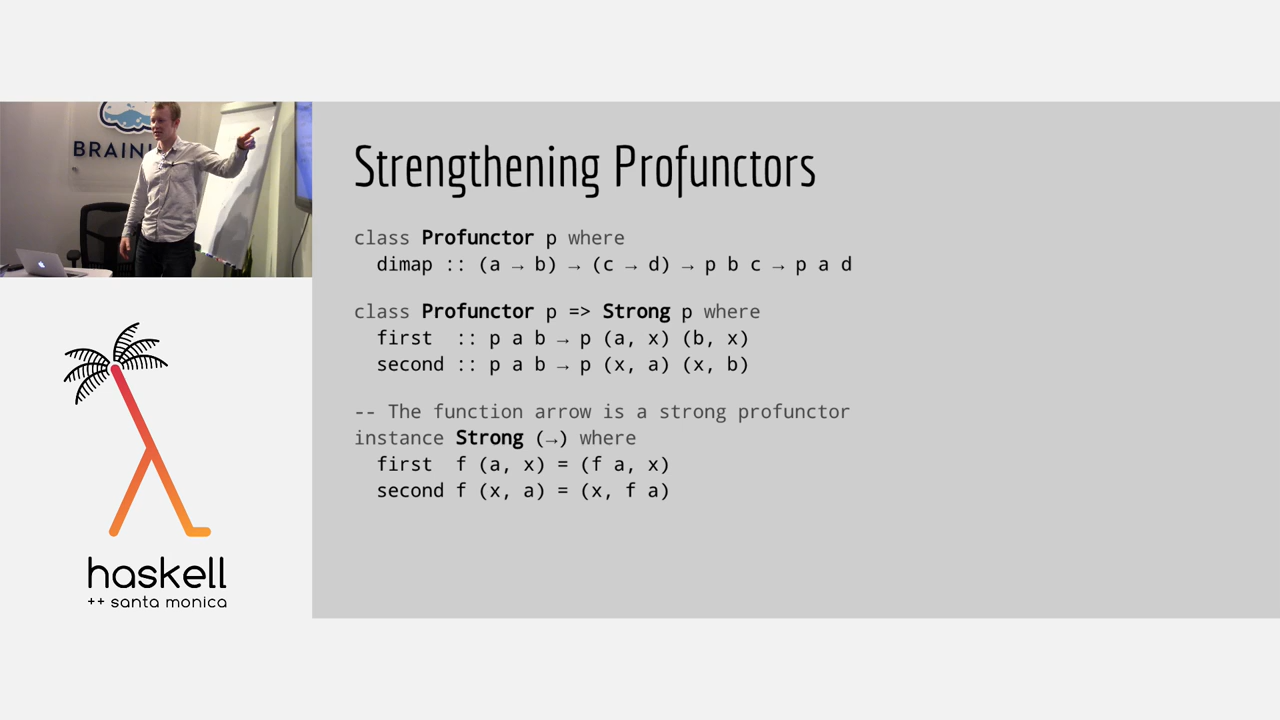 Strengthening Profunctors
class Profunctor p where
  dimap :: (a → b) → (c → d) → p b c → p a d
class Profunctor p => Strong p where
  first  :: p a b → p (a, x) (b, x)
  second :: p a b → p (x, a) (x, b)
-- The function arrow is a strong profunctor
instance Strong (→) where
  first  f (a, x) = (f a, x)
  second f (x, a) = (x, f a)
haskell
++ santa monica